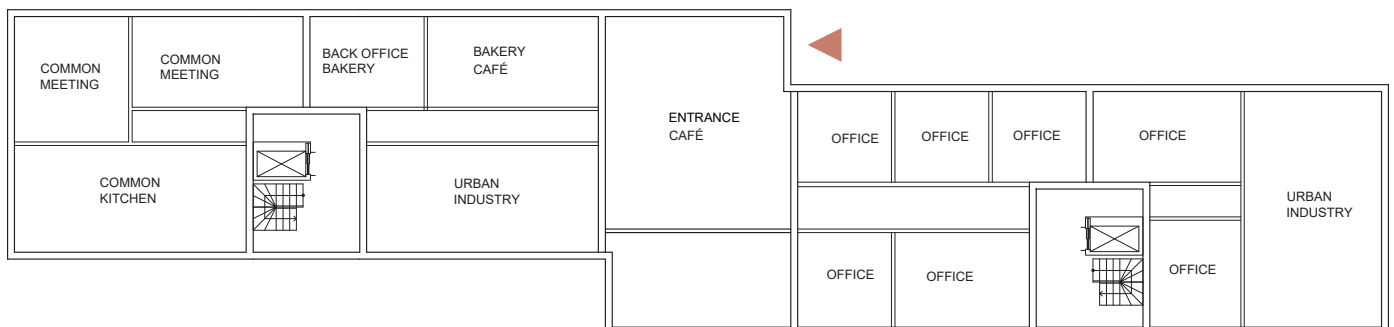 COMMON
MEETING
COMMON
MEETING
BACK OFFICE
BAKERY
BAKERY
CAFÉ
ENTRANCE
CAFÉ
OFFICE
OFFICE
OFFICE
OFFICE
COMMON
KITCHEN
URBAN
INDUSTRY
URBAN
INDUSTRY
OFFICE
OFFICE
OFFICE